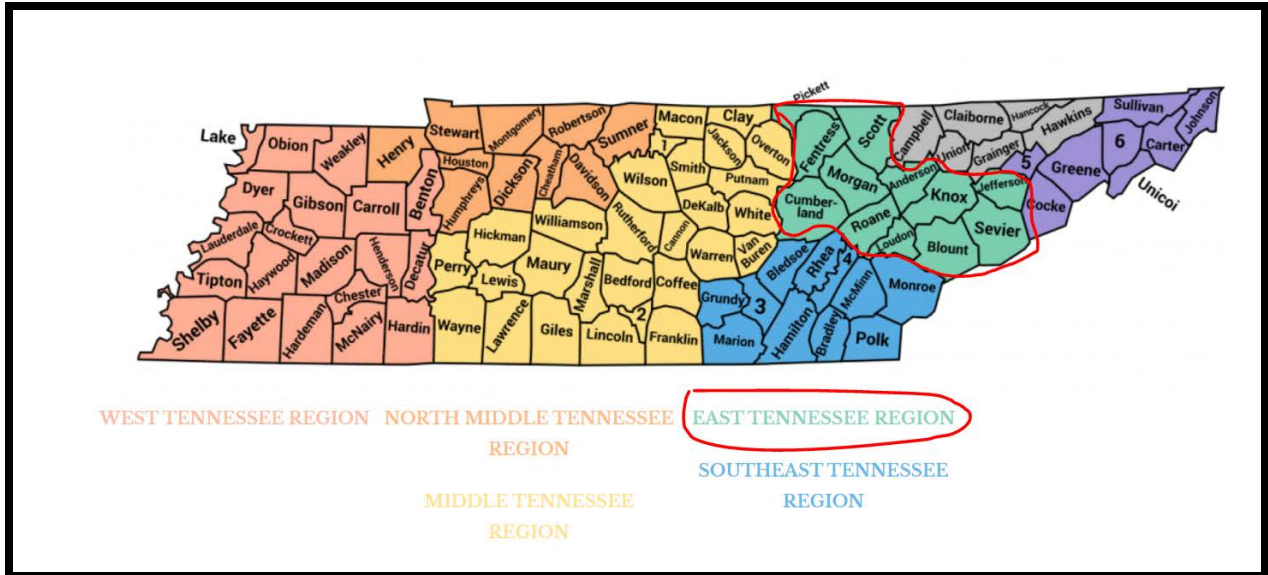 Pickett
Lake
Obion
Weakley
Henry
Stewart
Montgomery
Robertson
Sumner
Macon
Clay
Scott
Campbell
Claiborne
Hancock
Hawkins
Sullivan
Johnson
1
Jackson
Overton
Fentress
Union
Grainger
5
Greene
6
Carter
Unicoi
Dyer
Gibson
Carroll
Benton
Houston
Humphreys
Dickson
Cheatham
Davidson
Wilson
Smith
Putnam
Morgan
Anderson
Knox
Jefferson
Cocke
Lauderdale
Crockett
DeKalb
White
Cumber-
land
Roane
Loudon
Blount
Sevier
Tipton
Haywood
Madison
Henderson
Decatur
Perry
Hickman
Williamson
Rutherford
Cannon
Warren
Van
Buren
Bledsoe
Rhea
4
McMinn
Monroe
Shelby
Fayette
Hardeman
Chester
McNairy
Hardin
Wayne
Lewis
Lawrence
Maury
Giles
Marshall
Bedford
Coffee
Lincoln
2
Franklin
Grundy
3
Marion
Hamilton
Bradley
Polk
WEST TENNESSEE REGION
NORTH MIDDLE TENNESSEE
REGION
EAST TENNESSEE REGION
SOUTHEAST TENNESSEE
REGION
MIDDLE TENNESSEE
REGION